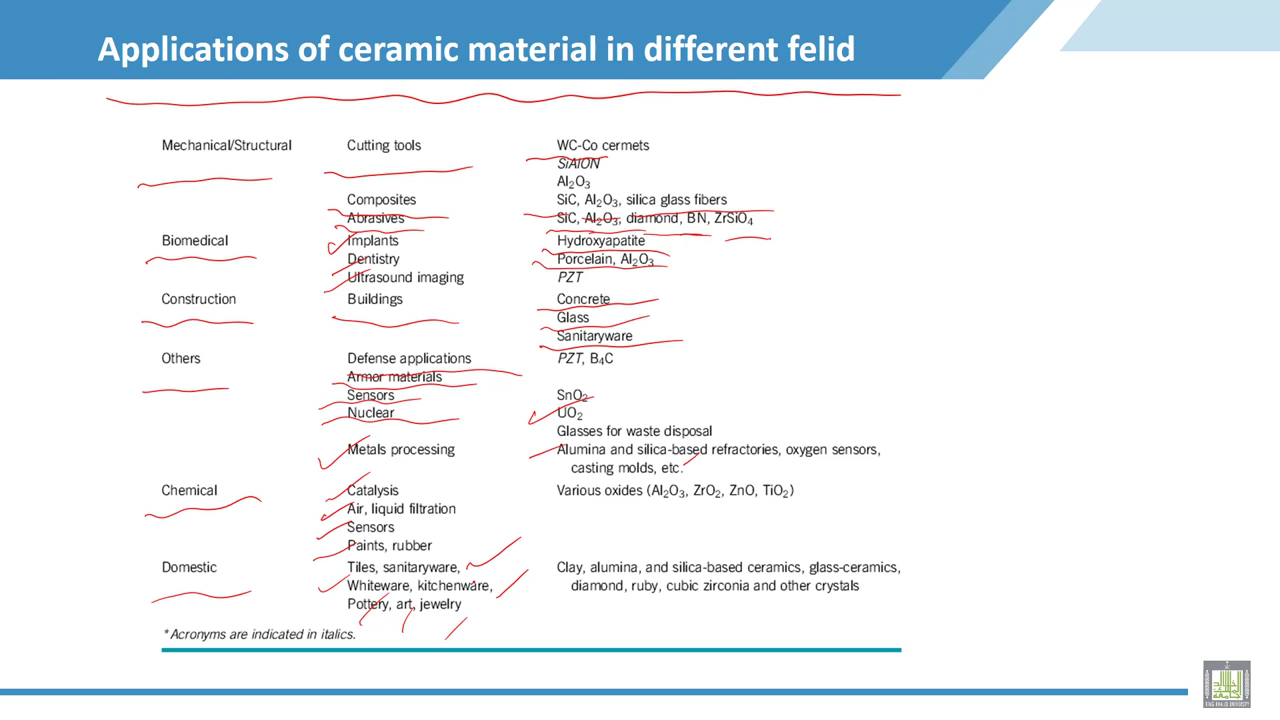 Applications of ceramic material in different felid
Mechanical/Structural Cutting tools WC-Co cermets
SiAlON
Al₂O₃
Composites SiC, Al₂O₃, silica glass fibers
Abrasives SiC, Al₂O₃, diamond, BN, ZrSiO₄
Biomedical Implants Hydroxyapatite
Dentistry Porcelain, Al₂O₃
Ultrasound imaging PZT
Construction Buildings Concrete
Glass
Sanitaryware
Others Defense applications PZT, B₄C
Armor materials
Sensors SnO₂
Nuclear UO₂
Glasses for waste disposal
Metals processing Alumina and silica-based refractories, oxygen sensors,
casting molds, etc.
Chemical Catalysis Various oxides (Al₂O₃, ZrO₂, ZnO, TiO₂)
Air, liquid filtration
Sensors
Paints, rubber
Domestic Tiles, sanitaryware, Clay, alumina, and silica-based ceramics, glass-ceramics,
Whiteware, kitchenware, diamond, ruby, cubic zirconia and other crystals
Pottery, art, jewelry
*Acronyms are indicated in italics.
KING KHALID UNIVERSITY